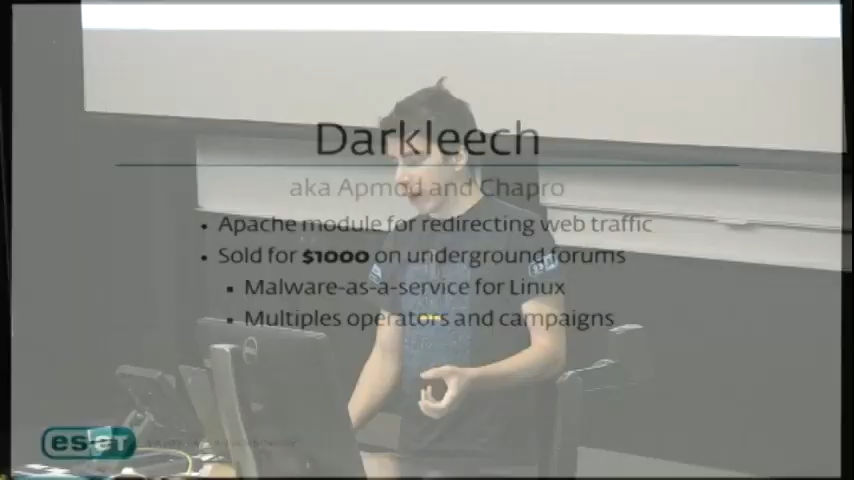 Darkleech
aka Apmod and Chapro
• Apache module for redirecting web traffic
• Sold for $1000 on underground forums
▪ Malware-as-a-service for Linux
▪ Multiples operators and campaigns
eseT